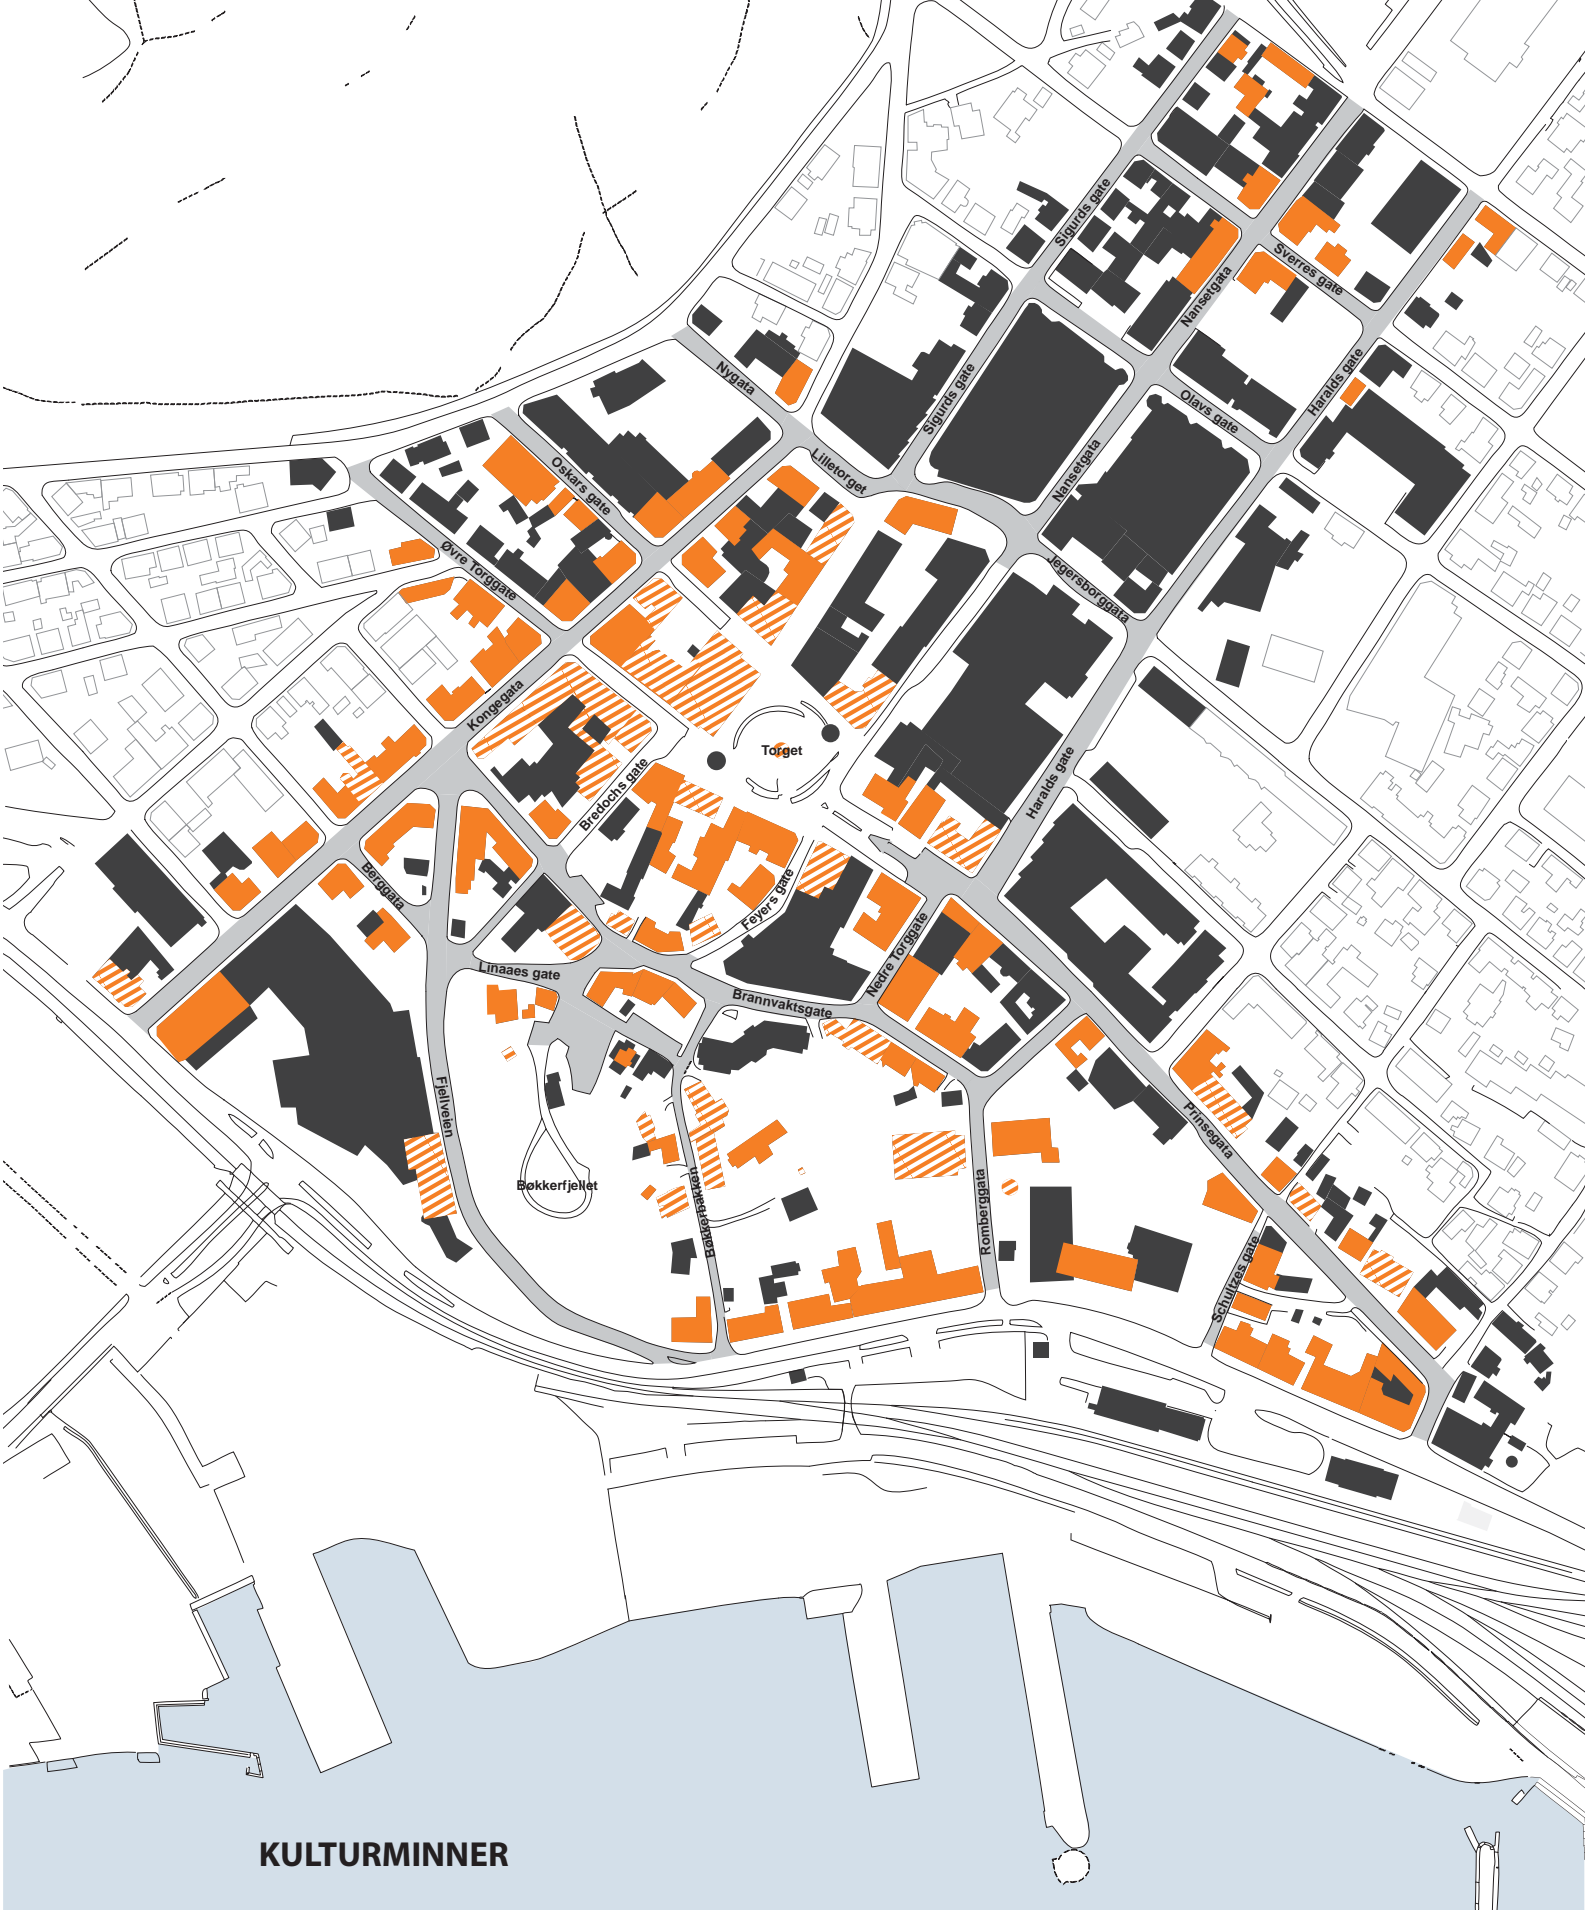 Sigurds gate
Sverres gate
Nansetgata
Nygata
Haralds gate
Sigurds gate
Olavs gate
Lilletorget
Nansetgata
Oskars gate
Øvre Torggate
Jegersborggata
Kongegata
Torget
Haralds gate
Bredochs gate
Berggata
Feyers gate
Nedre Torggate
Linaaes gate
Brannvaktsgate
Fjellveien
Prinsegata
Bøkkerfjellet
Bøkkerbakken
Romberggata
Schultzes gate
KULTURMINNER